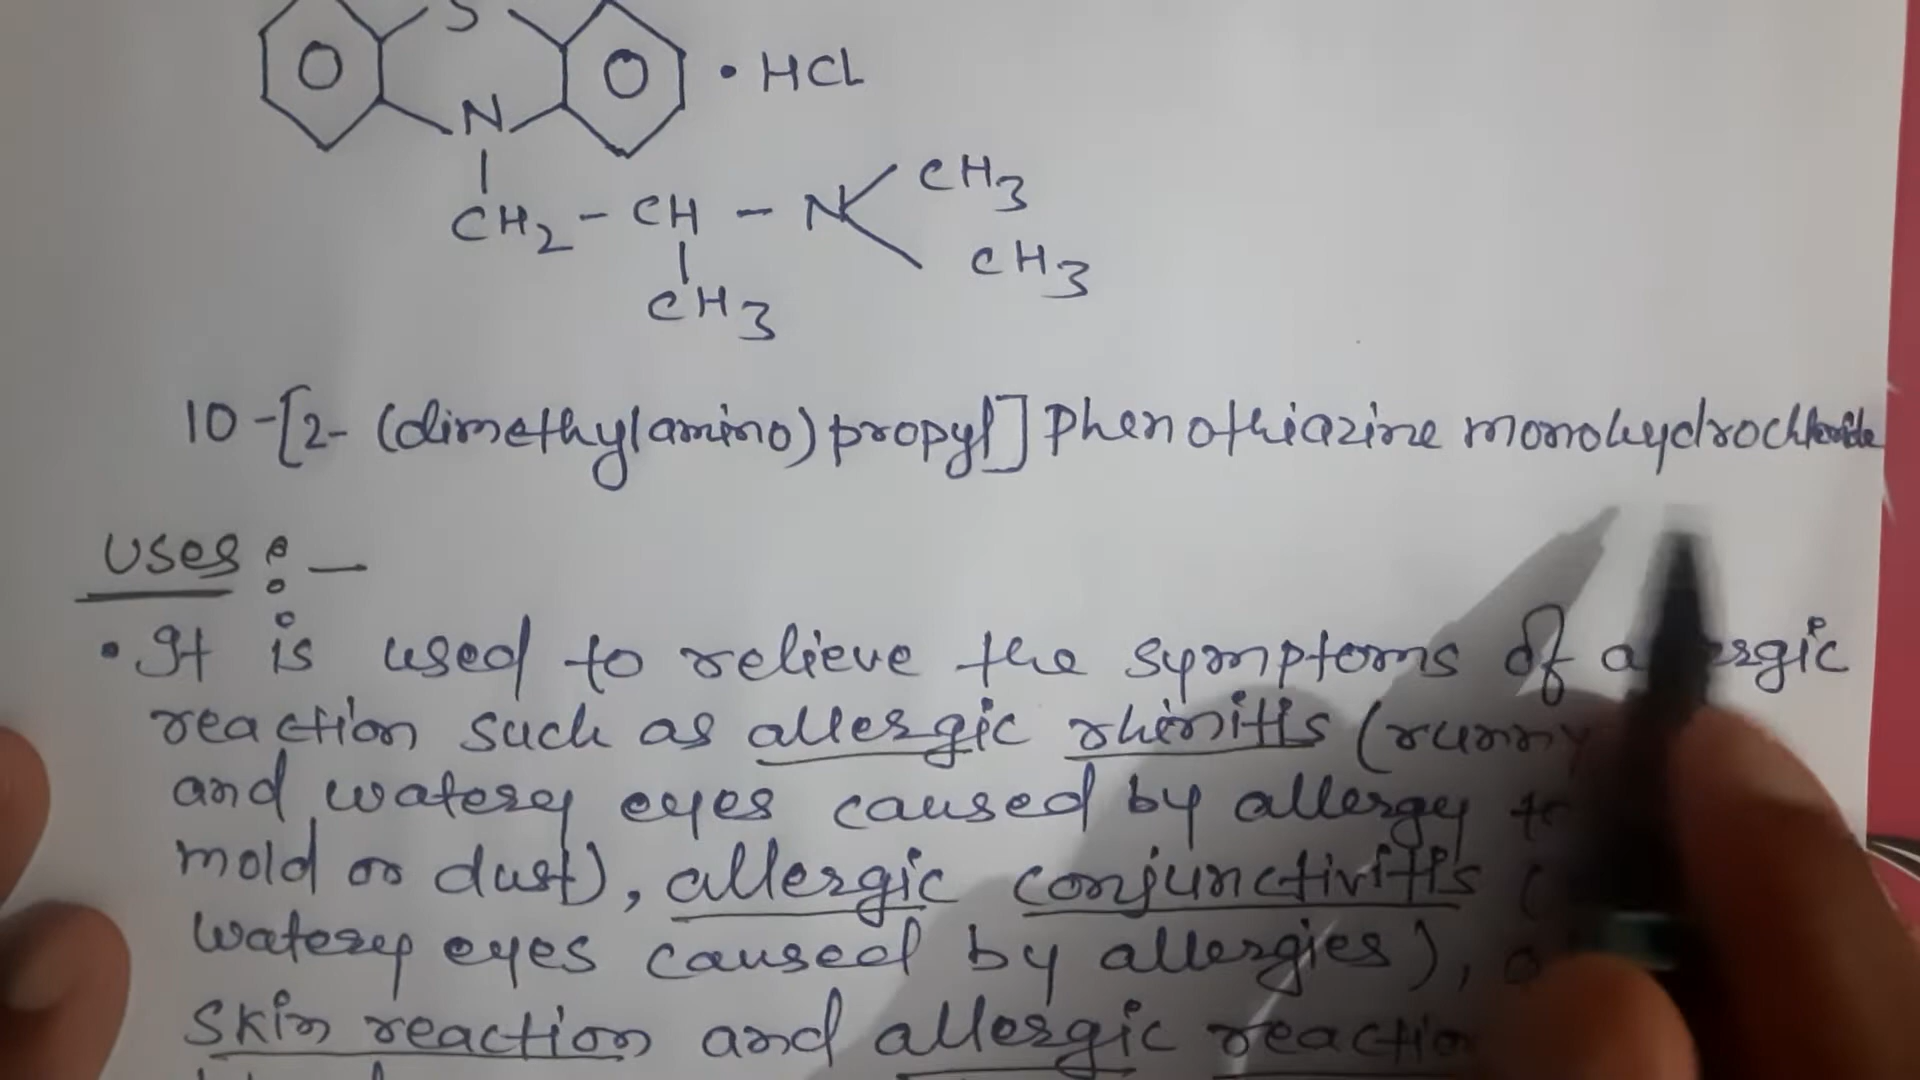 S
N
• HCL
CH3
CH2 - CH - N
CH3
CH3
10-[2-(dimethylamino)propyl] Phenothiazine monohydrochloride
Uses :-
• It is used to relieve the symptoms of allergic
reaction such as allergic rhinitis (runny
and watery eyes caused by allergy to
mold or dust), allergic conjunctivitis (
watery eyes caused by allergies),
skin reaction and allergic reaction